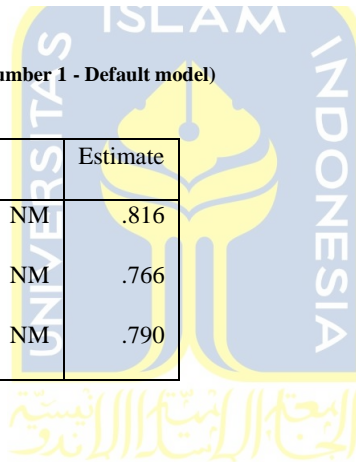 ISLAM
UNIVERSITAS
INDONESIA
umber 1 - Default model)
Estimate
NM .816
NM .766
NM .790